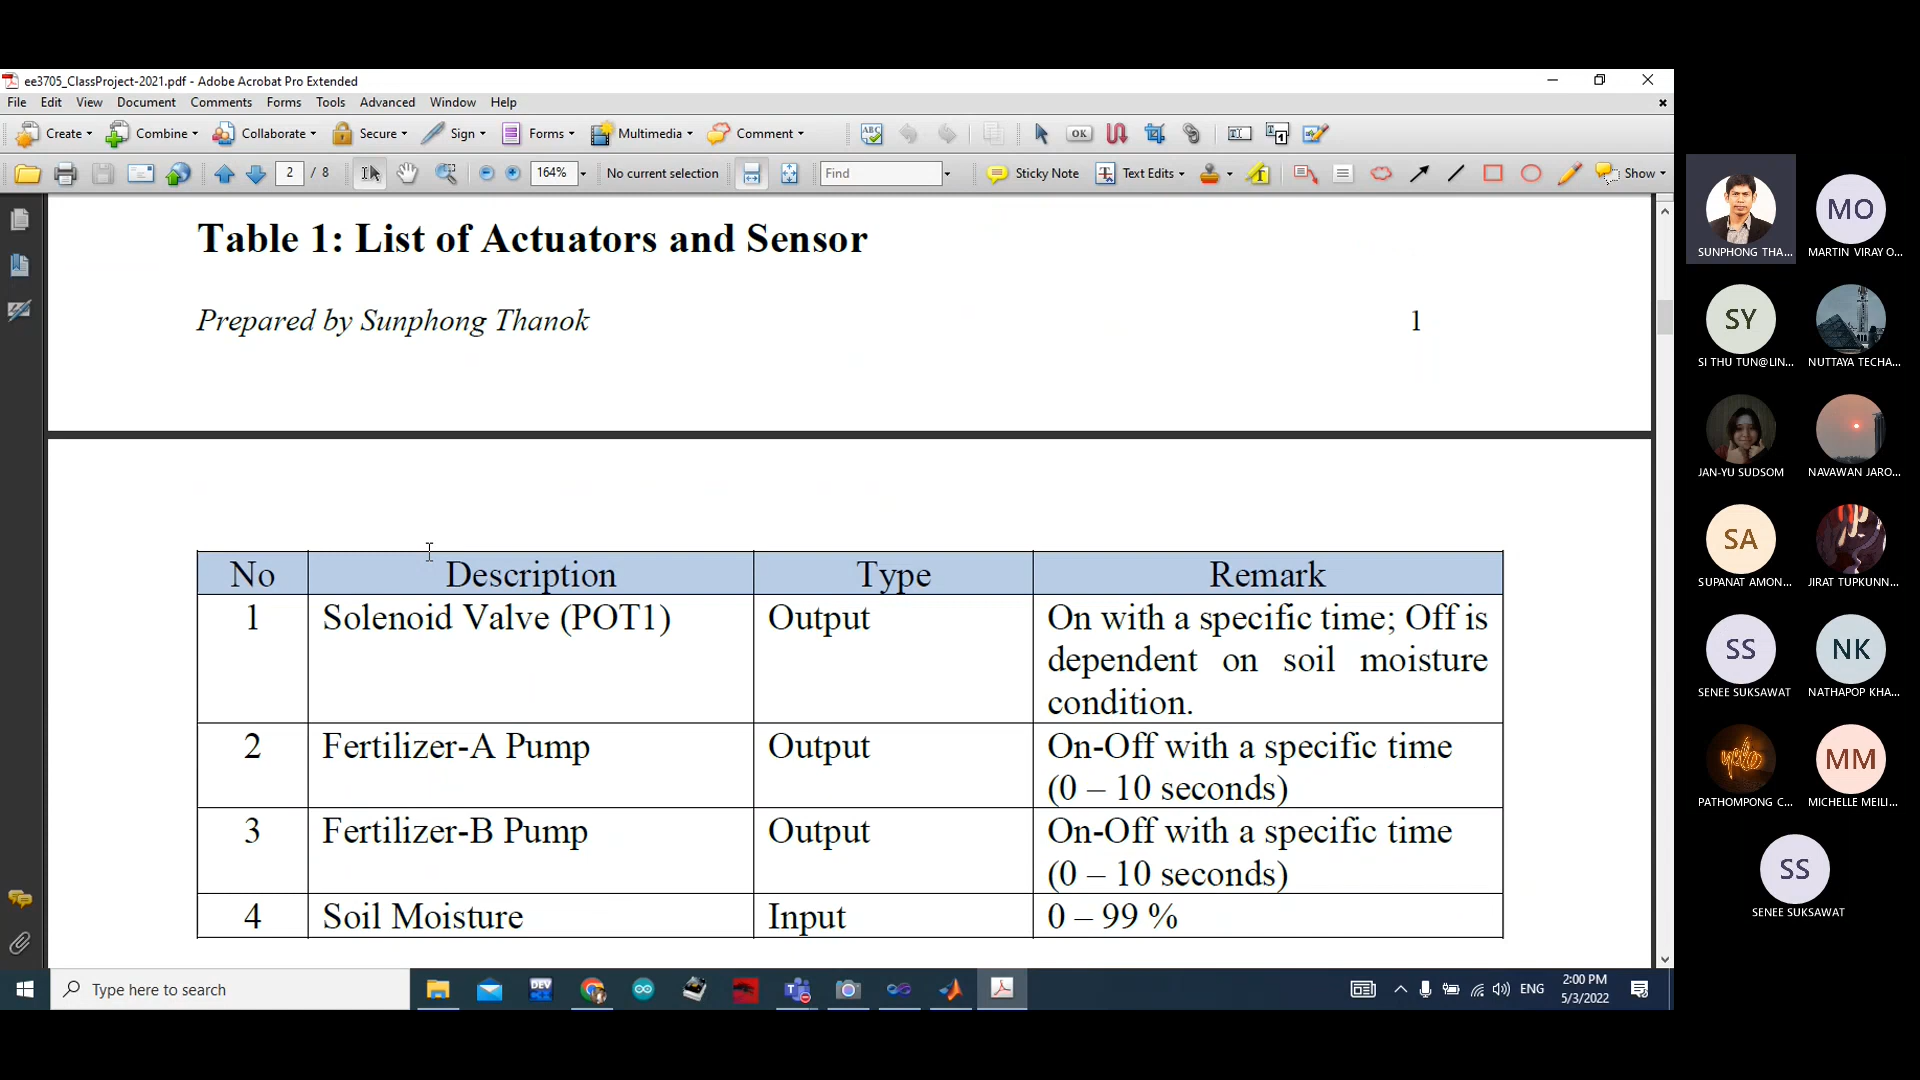 ee3705_ClassProject-2021.pdf - Adobe Acrobat Pro Extended
File Edit View Document Comments Forms Tools Advanced Window Help
Create Combine Collaborate Secure Sign Forms Multimedia Comment ABC OK
2 / 8 164% No current selection Find Sticky Note Text Edits Show
Table 1: List of Actuators and Sensor
Prepared by Sunphong Thanok 1
No Description Type Remark
1 Solenoid Valve (POT1) Output On with a specific time; Off is
dependent on soil moisture
condition.
2 Fertilizer-A Pump Output On-Off with a specific time
(0 – 10 seconds)
3 Fertilizer-B Pump Output On-Off with a specific time
(0 – 10 seconds)
4 Soil Moisture Input 0 – 99 %
Type here to search
DEV
ENG
2:00 PM
5/3/2022
MO
SUNPHONG THA... MARTIN VIRAY O...
SY
SI THU TUN@LIN... NUTTAYA TECHA...
JAN-YU SUDSOM NAVAWAN JARO...
SA
SUPANAT AMON... JIRAT TUPKUNN...
SS NK
SENEE SUKSAWAT NATHAPOP KHA...
yolo MM
PATHOMPONG C... MICHELLE MEILI...
SS
SENEE SUKSAWAT